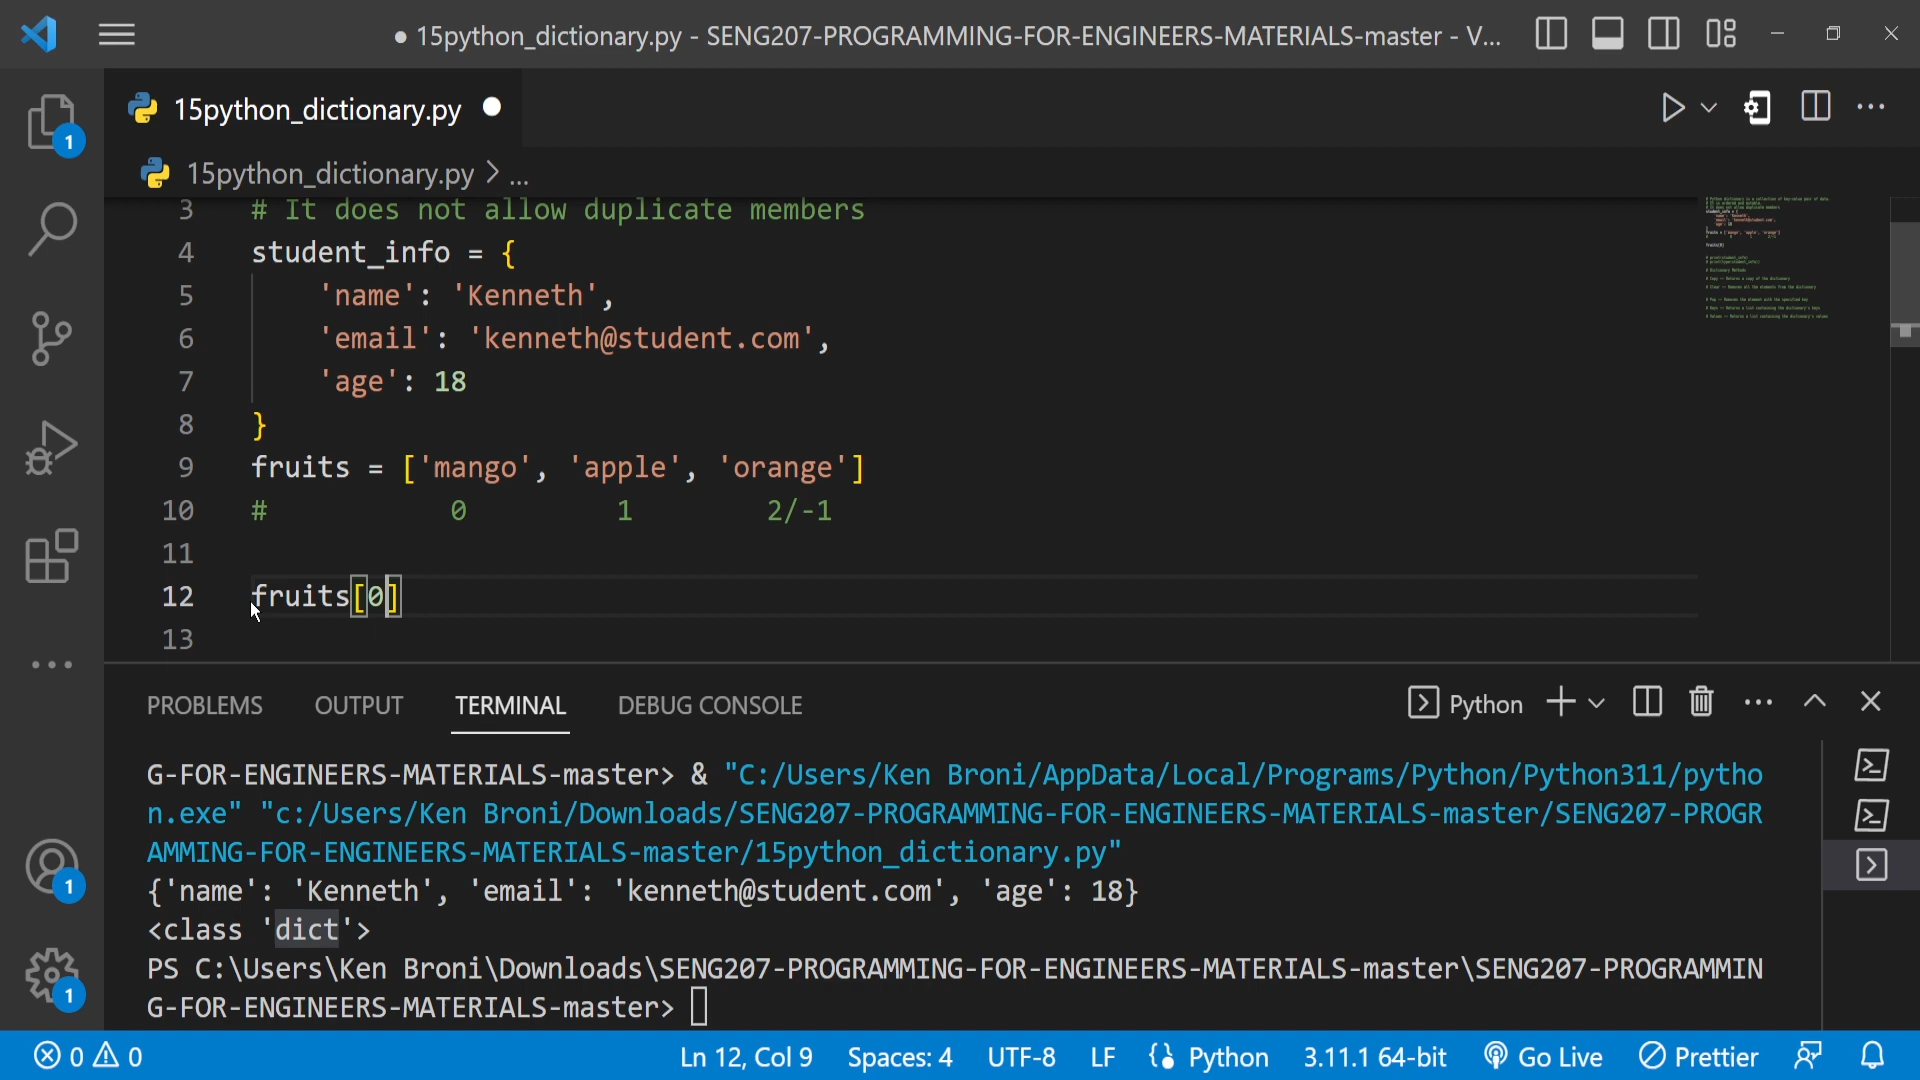 ● 15python_dictionary.py - SENG207-PROGRAMMING-FOR-ENGINEERS-MATERIALS-master - V...
15python_dictionary.py
15python_dictionary.py > ...
3 # It does not allow duplicate members
4 student_info = {
5 'name': 'Kenneth',
6 'email': 'kenneth@student.com',
7 'age': 18
8 }
9 fruits = ['mango', 'apple', 'orange']
10 # 0 1 2/-1
11
12 fruits[0]
13
1
PROBLEMS OUTPUT TERMINAL DEBUG CONSOLE Python
G-FOR-ENGINEERS-MATERIALS-master> & "C:/Users/Ken Broni/AppData/Local/Programs/Python/Python311/pytho
n.exe" "c:/Users/Ken Broni/Downloads/SENG207-PROGRAMMING-FOR-ENGINEERS-MATERIALS-master/SENG207-PROGR
AMMING-FOR-ENGINEERS-MATERIALS-master/15python_dictionary.py"
{'name': 'Kenneth', 'email': 'kenneth@student.com', 'age': 18}
<class 'dict'>
PS C:\Users\Ken Broni\Downloads\SENG207-PROGRAMMING-FOR-ENGINEERS-MATERIALS-master\SENG207-PROGRAMMIN
G-FOR-ENGINEERS-MATERIALS-master>
1
1
0 0 Ln 12, Col 9 Spaces: 4 UTF-8 LF Python 3.11.1 64-bit Go Live Prettier